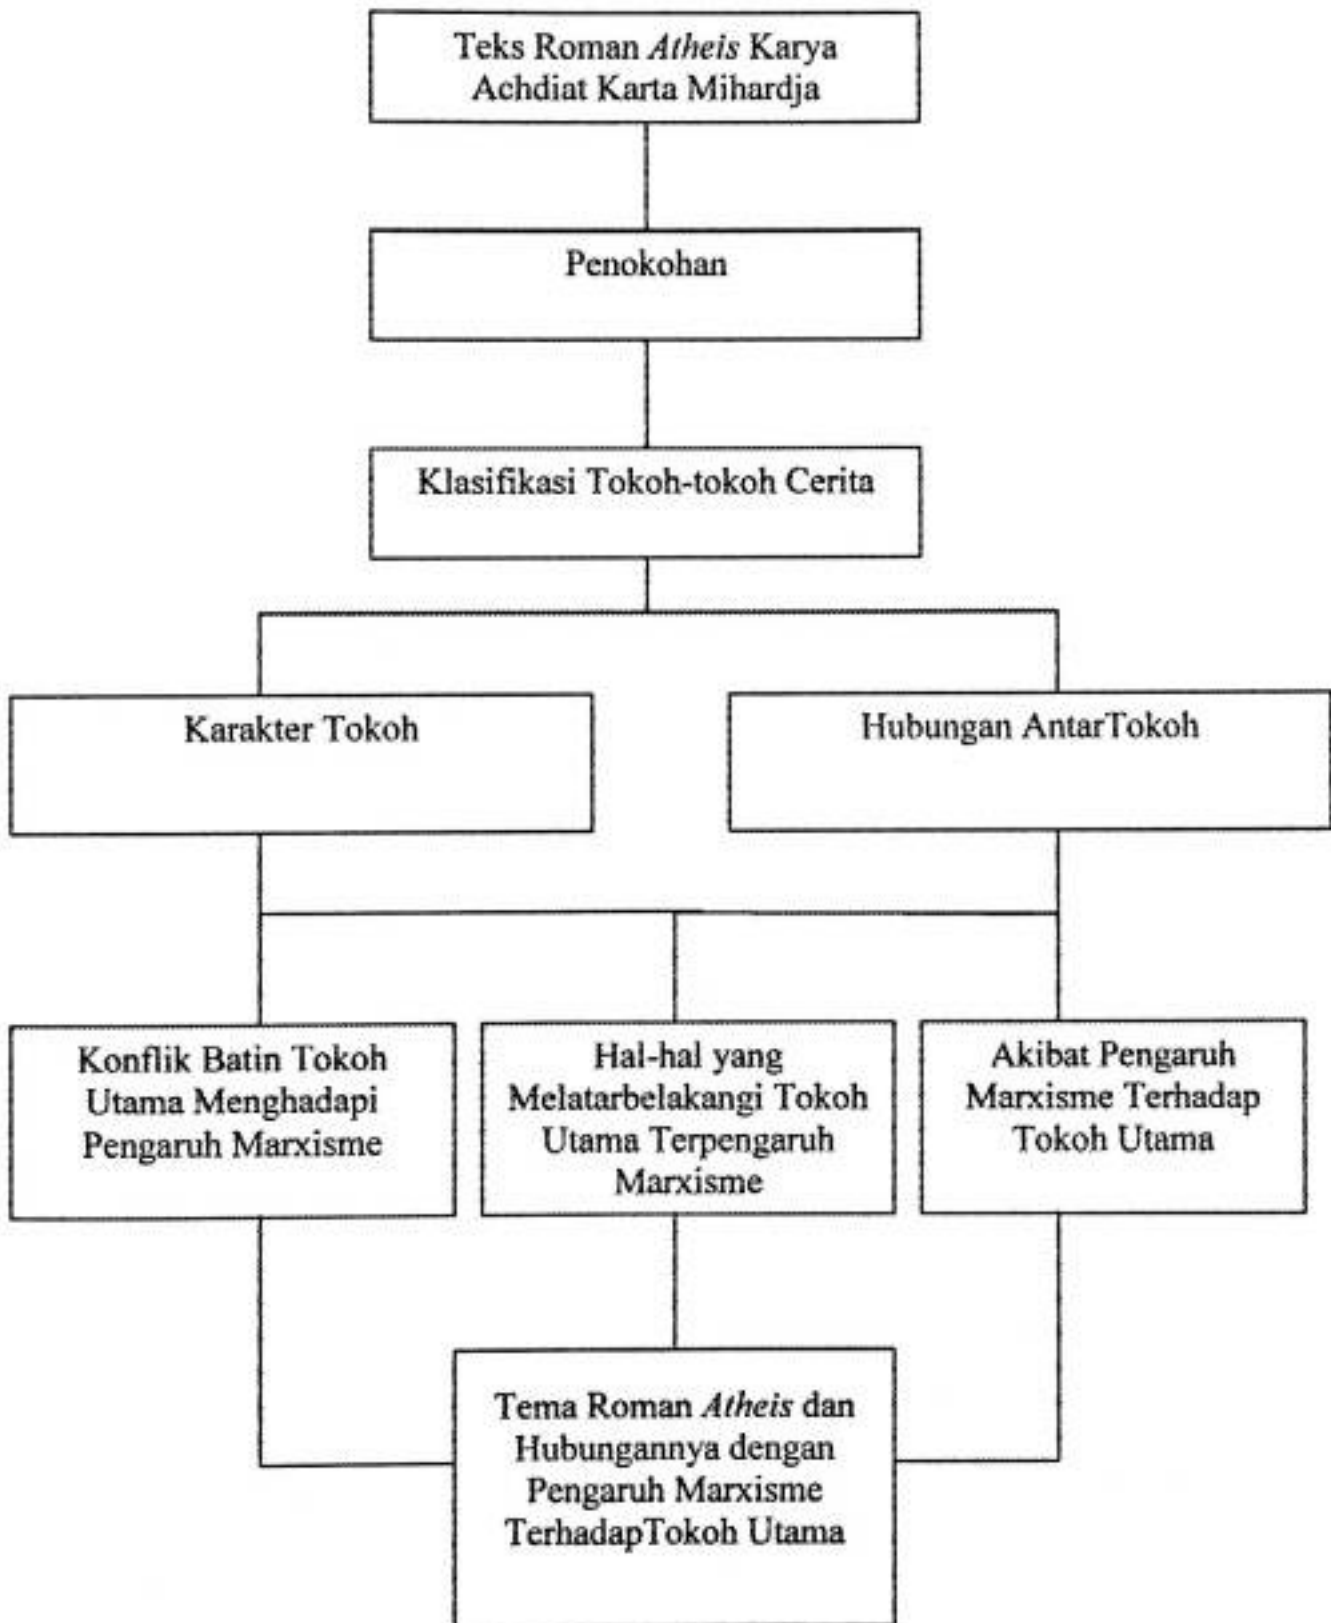 Teks Roman Atheis Karya
Achdiat Karta Mihardja
Penokohan
Klasifikasi Tokoh-tokoh Cerita
Karakter Tokoh
Hubungan AntarTokoh
Konflik Batin Tokoh
Utama Menghadapi
Pengaruh Marxisme
Hal-hal yang
Melatarbelakangi Tokoh
Utama Terpengaruh
Marxisme
Akibat Pengaruh
Marxisme Terhadap
Tokoh Utama
Tema Roman Atheis dan
Hubungannya dengan
Pengaruh Marxisme
TerhadapTokoh Utama